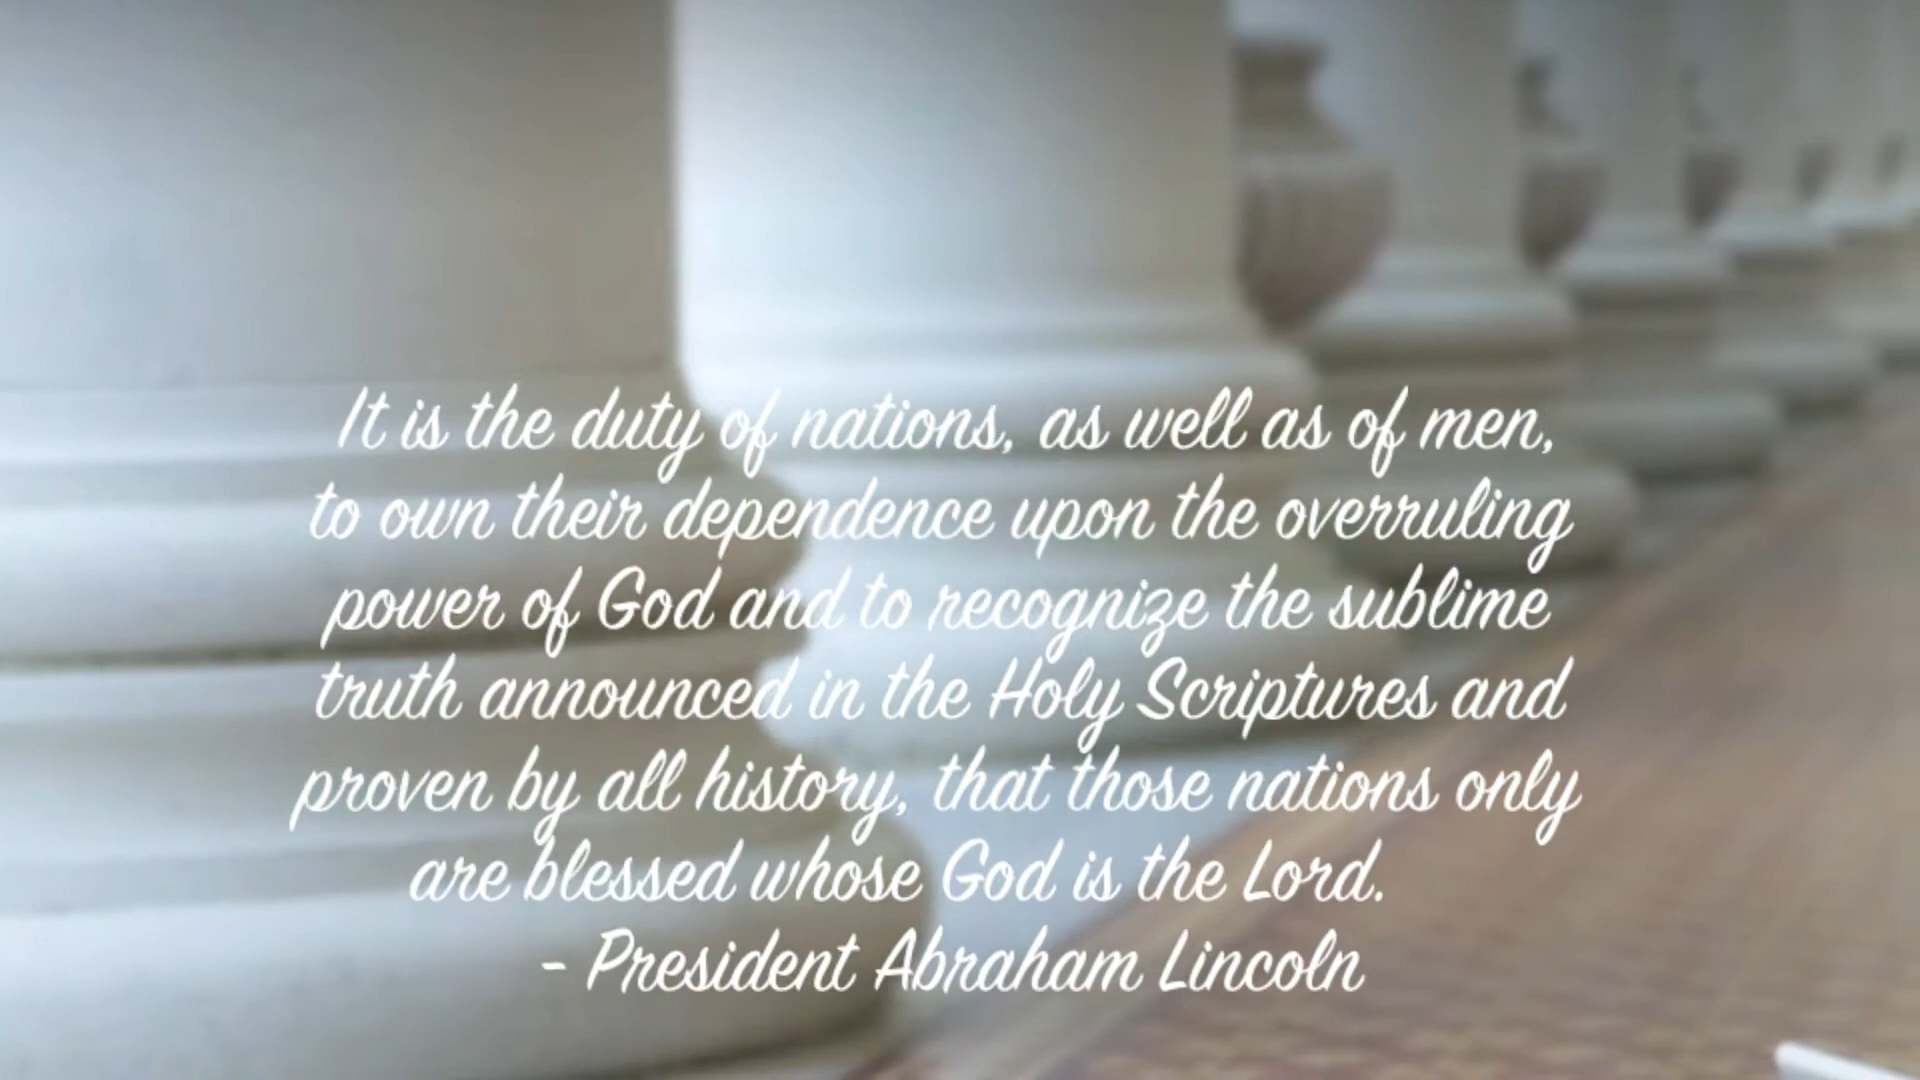 It is the duty of nations, as well as of men,
to own their dependence upon the overruling
power of God and to recognize the sublime
truth announced in the Holy Scriptures and
proven by all history, that those nations only
are blessed whose God is the Lord.
- President Abraham Lincoln